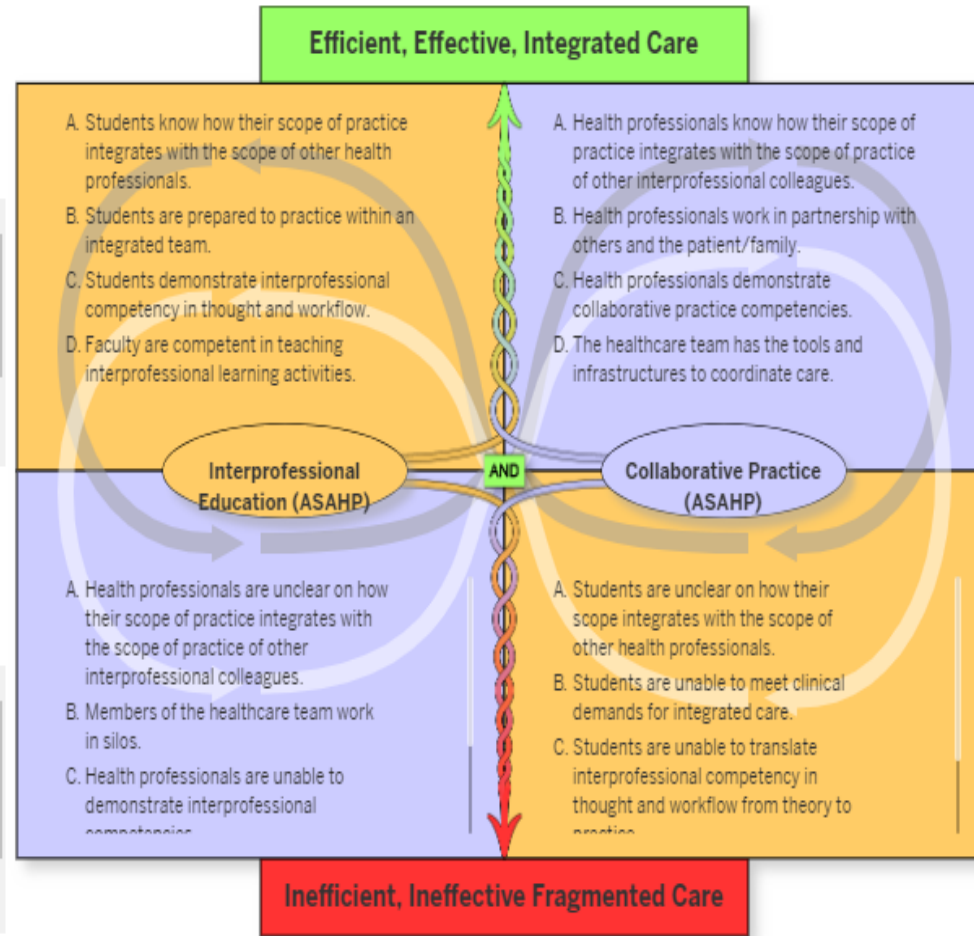 Efficient, Effective, Integrated Care
A. Students know how their scope of practice
integrates with the scope of other health
professionals.
B. Students are prepared to practice within an
integrated team.
C. Students demonstrate interprofessional
competency in thought and workflow.
D. Faculty are competent in teaching
interprofessional learning activities.
A. Health professionals know how their scope of
practice integrates with the scope of practice
of other interprofessional colleagues.
B. Health professionals work in partnership with
others and the patient/family.
C. Health professionals demonstrate
collaborative practice competencies.
D. The healthcare team has the tools and
infrastructures to coordinate care.
Interprofessional
Education (ASAHP)
AND
Collaborative Practice
(ASAHP)
A. Health professionals are unclear on how
their scope of practice integrates with
the scope of practice of other
interprofessional colleagues.
B. Members of the healthcare team work
in silos.
C. Health professionals are unable to
demonstrate interprofessional
competencies
A. Students are unclear on how their
scope integrates with the scope of
other health professionals.
B. Students are unable to meet clinical
demands for integrated care.
C. Students are unable to translate
interprofessional competency in
thought and workflow from theory to
practice
Inefficient, Ineffective Fragmented Care